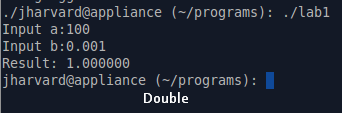 ./jharvard@appliance (~/programs): ./lab1
Input a:100
Input b:0.001
Result: 1.000000
jharvard@appliance (~/programs):
Double